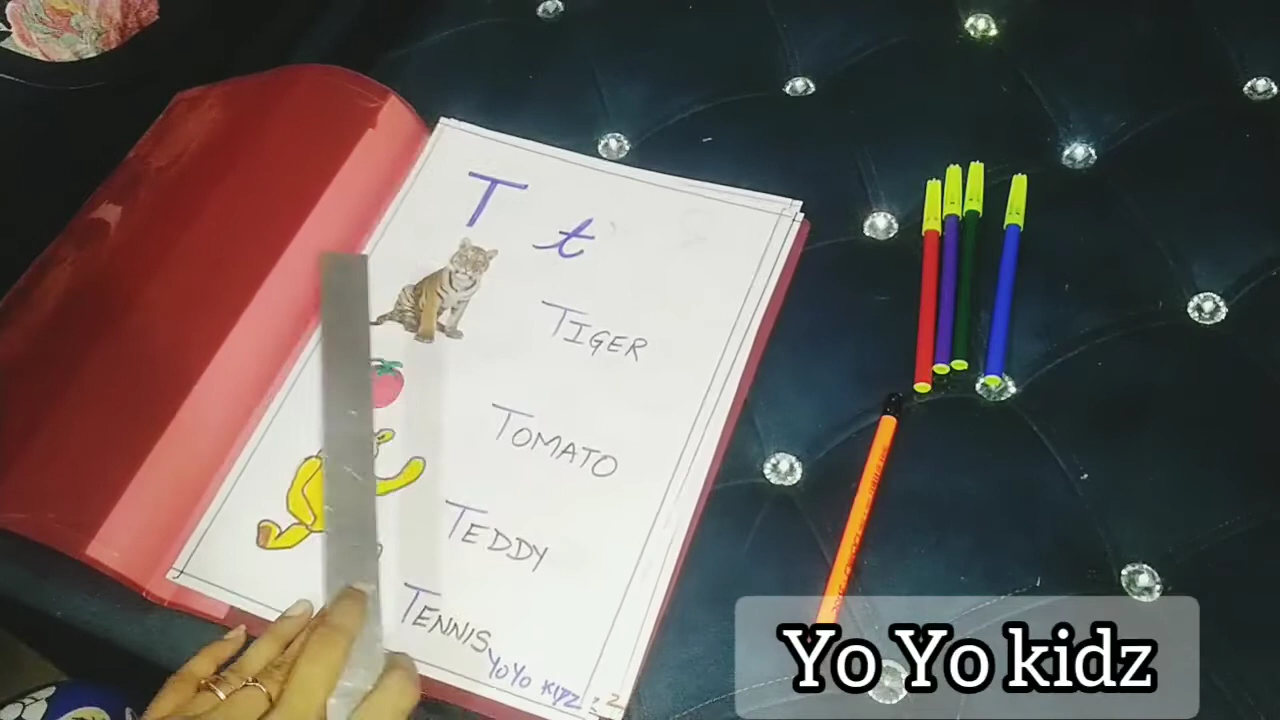 T t
TIGER
TOMATO
TEDDY
TENNIS
YoYo KIDZ
Yo Yo kidz